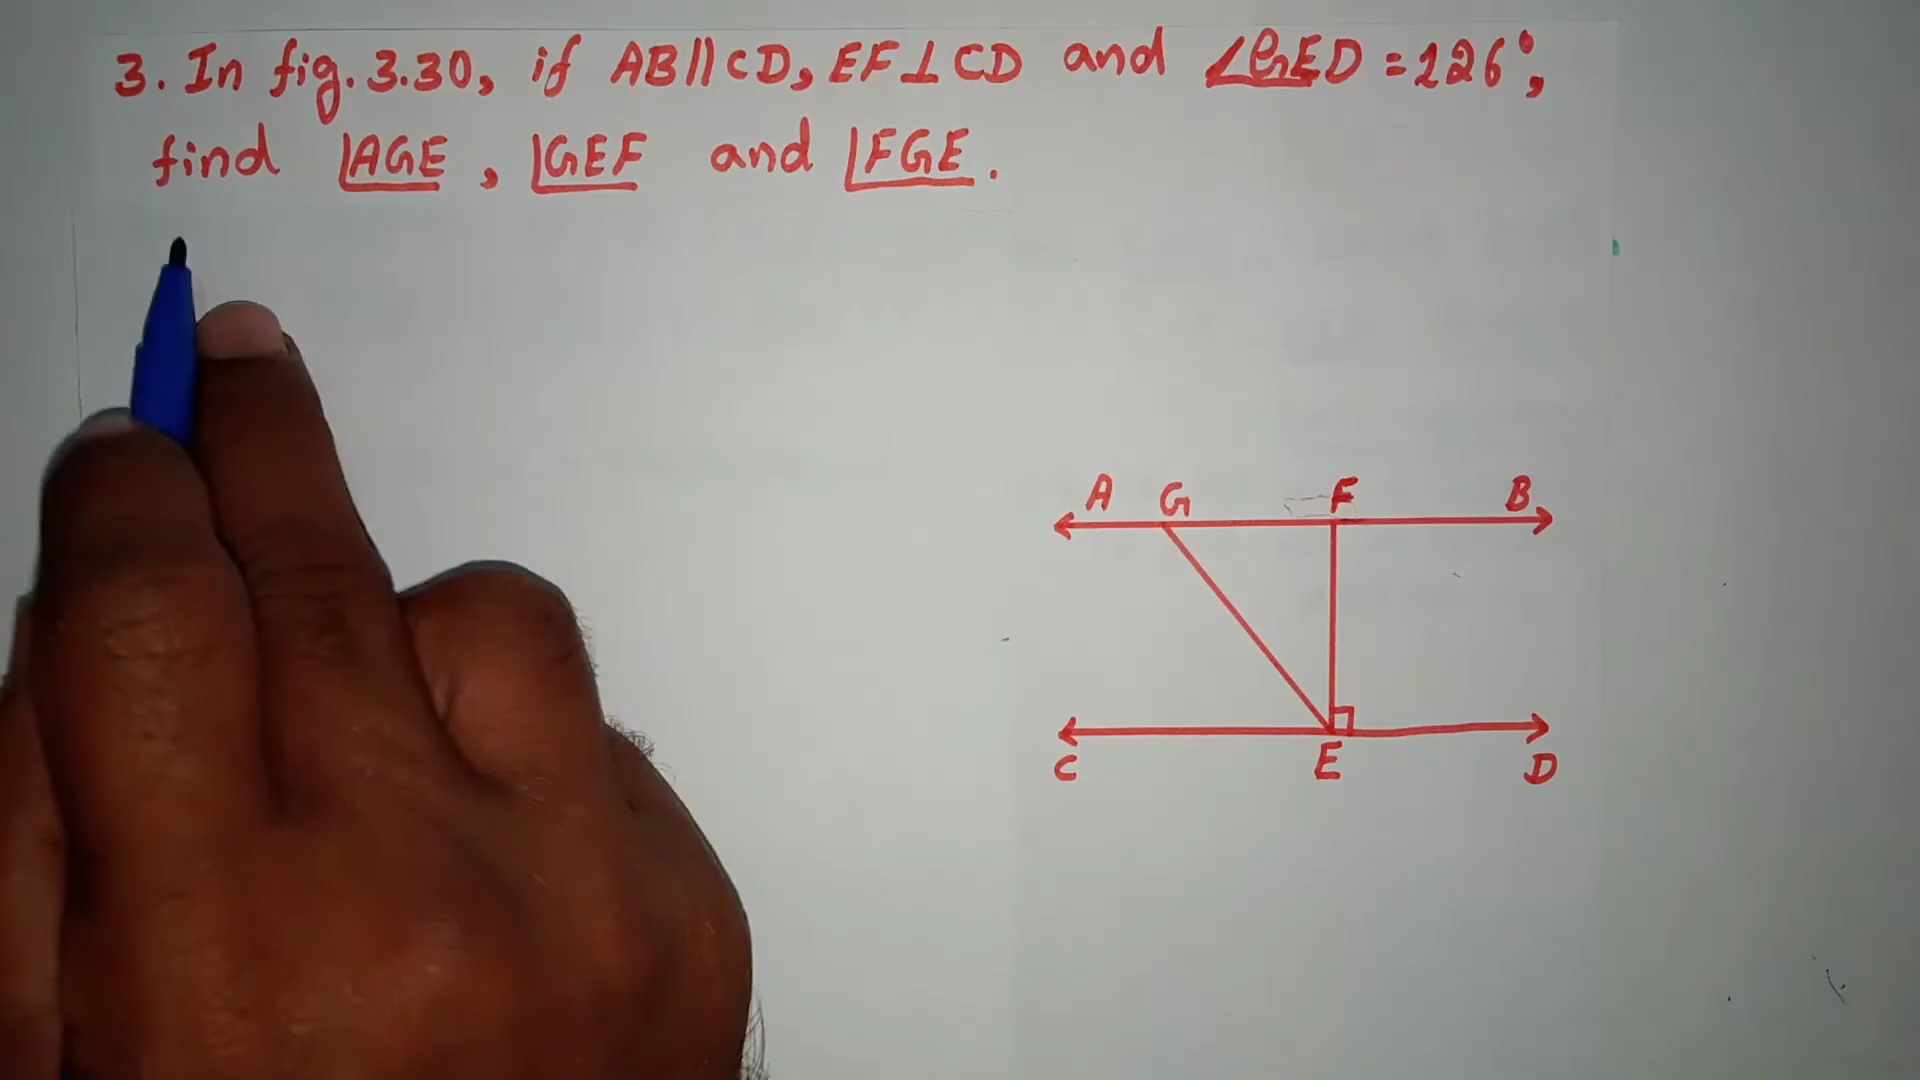 3. In fig. 3.30, if AB||CD, EF⊥CD and ∠GED = 126°,
find ∠AGE, ∠GEF and ∠FGE.
A G F B
C E D